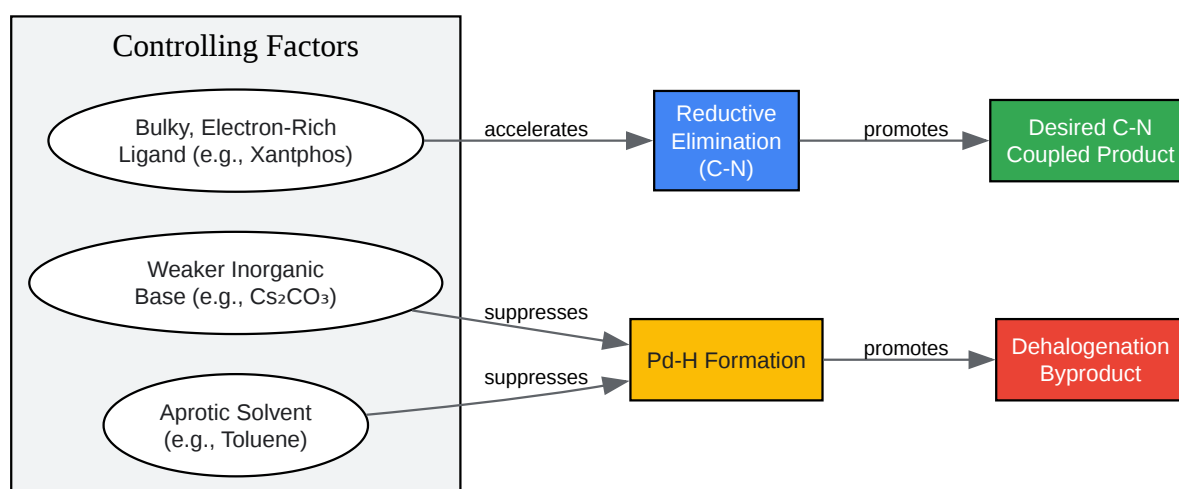 Controlling Factors
Bulky, Electron-Rich
Ligand (e.g., Xantphos)
accelerates
Reductive
Elimination
(C-N)
promotes
Desired C-N
Coupled Product
Weaker Inorganic
Base (e.g., Cs₂CO₃)
suppresses
Aprotic Solvent
(e.g., Toluene)
suppresses
Pd-H Formation
promotes
Dehalogenation
Byproduct